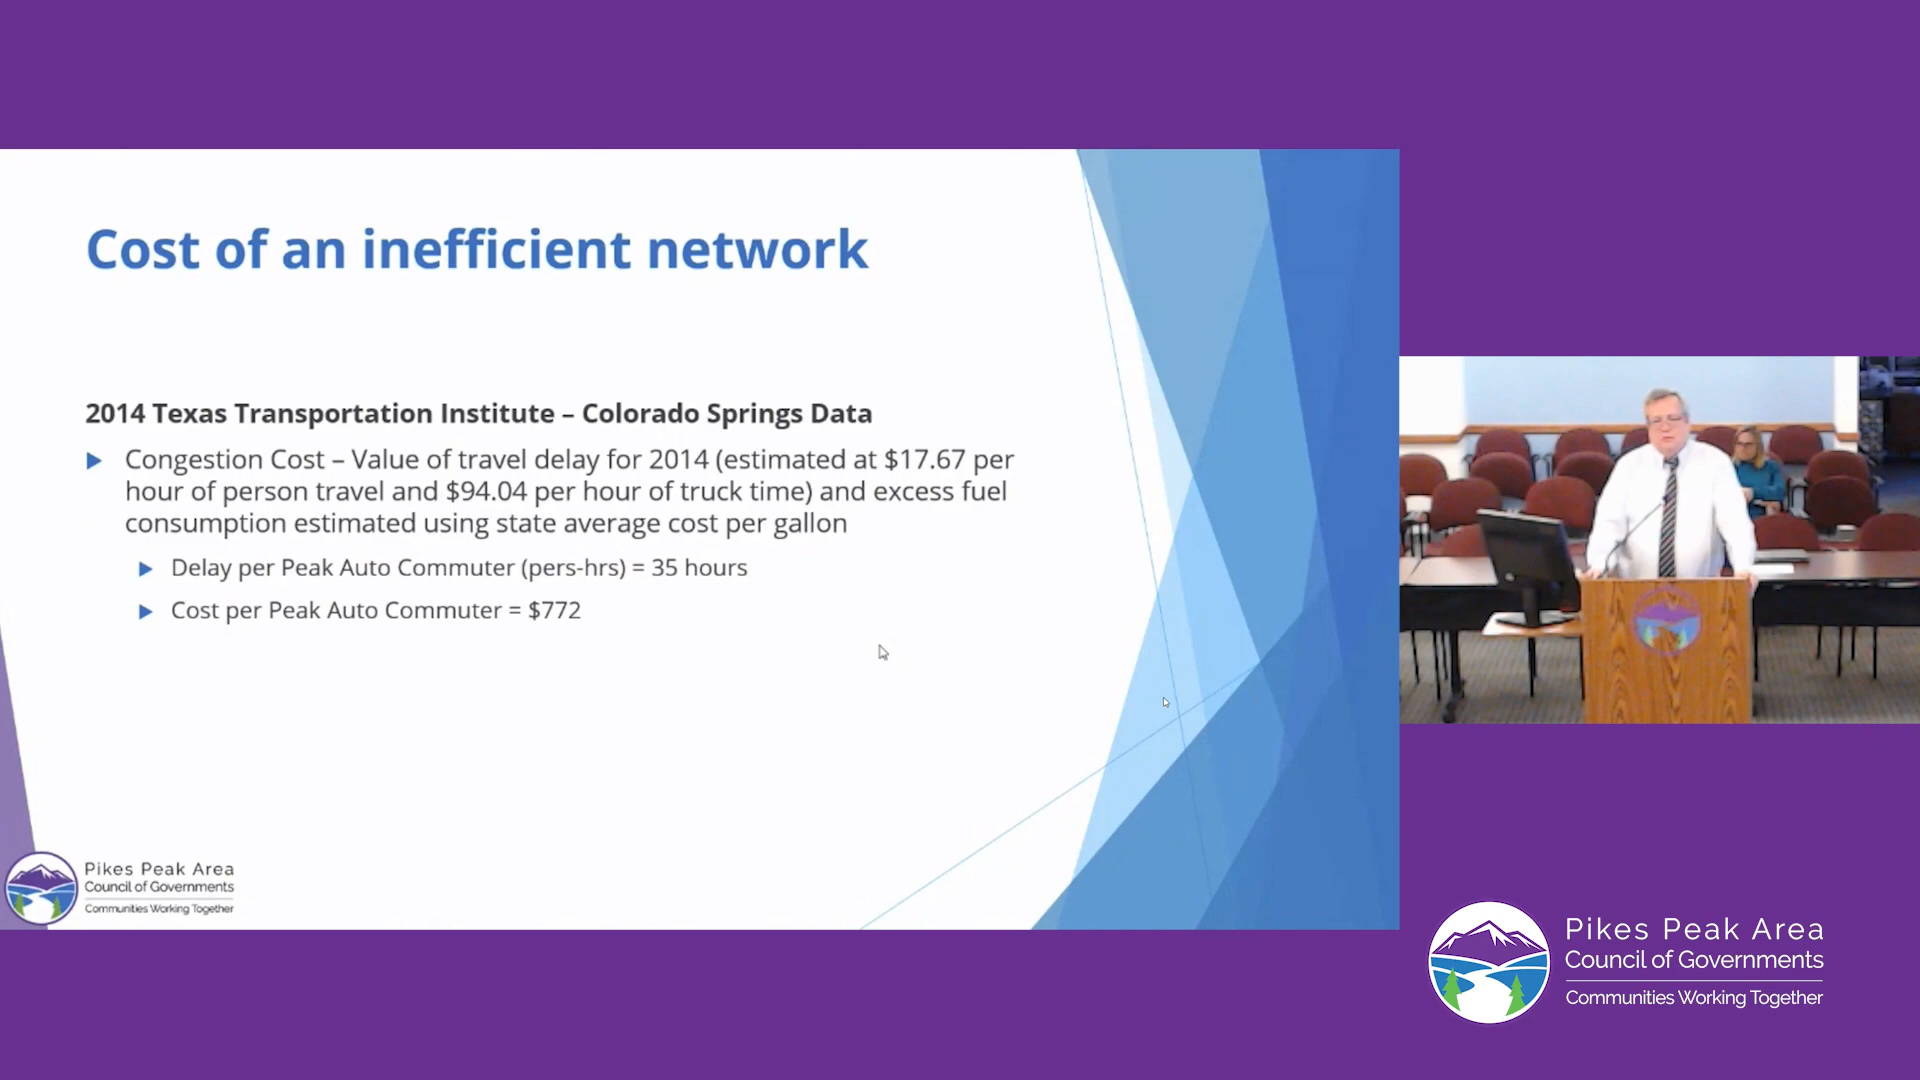 Cost of an inefficient network
2014 Texas Transportation Institute – Colorado Springs Data
Congestion Cost – Value of travel delay for 2014 (estimated at $17.67 per
hour of person travel and $94.04 per hour of truck time) and excess fuel
consumption estimated using state average cost per gallon
Delay per Peak Auto Commuter (pers-hrs) = 35 hours
Cost per Peak Auto Commuter = $772
Pikes Peak Area
Council of Governments
Communities Working Together
Pikes Peak Area
Council of Governments
Communities Working Together